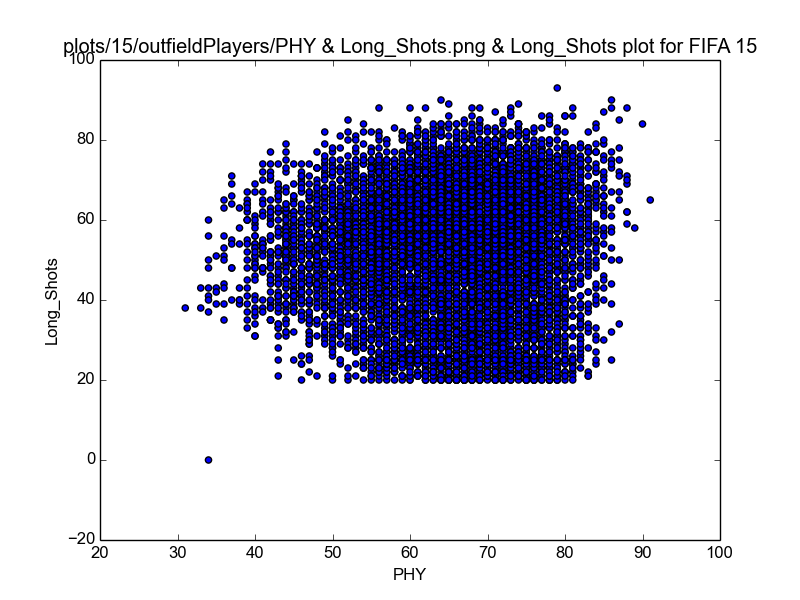 plots/15/outfieldPlayers/PHY & Long_Shots.png & Long_Shots plot for FIFA 15
100
80
60
40
20
0
−20
Long_Shots
20 30 40 50 60 70 80 90 100
PHY